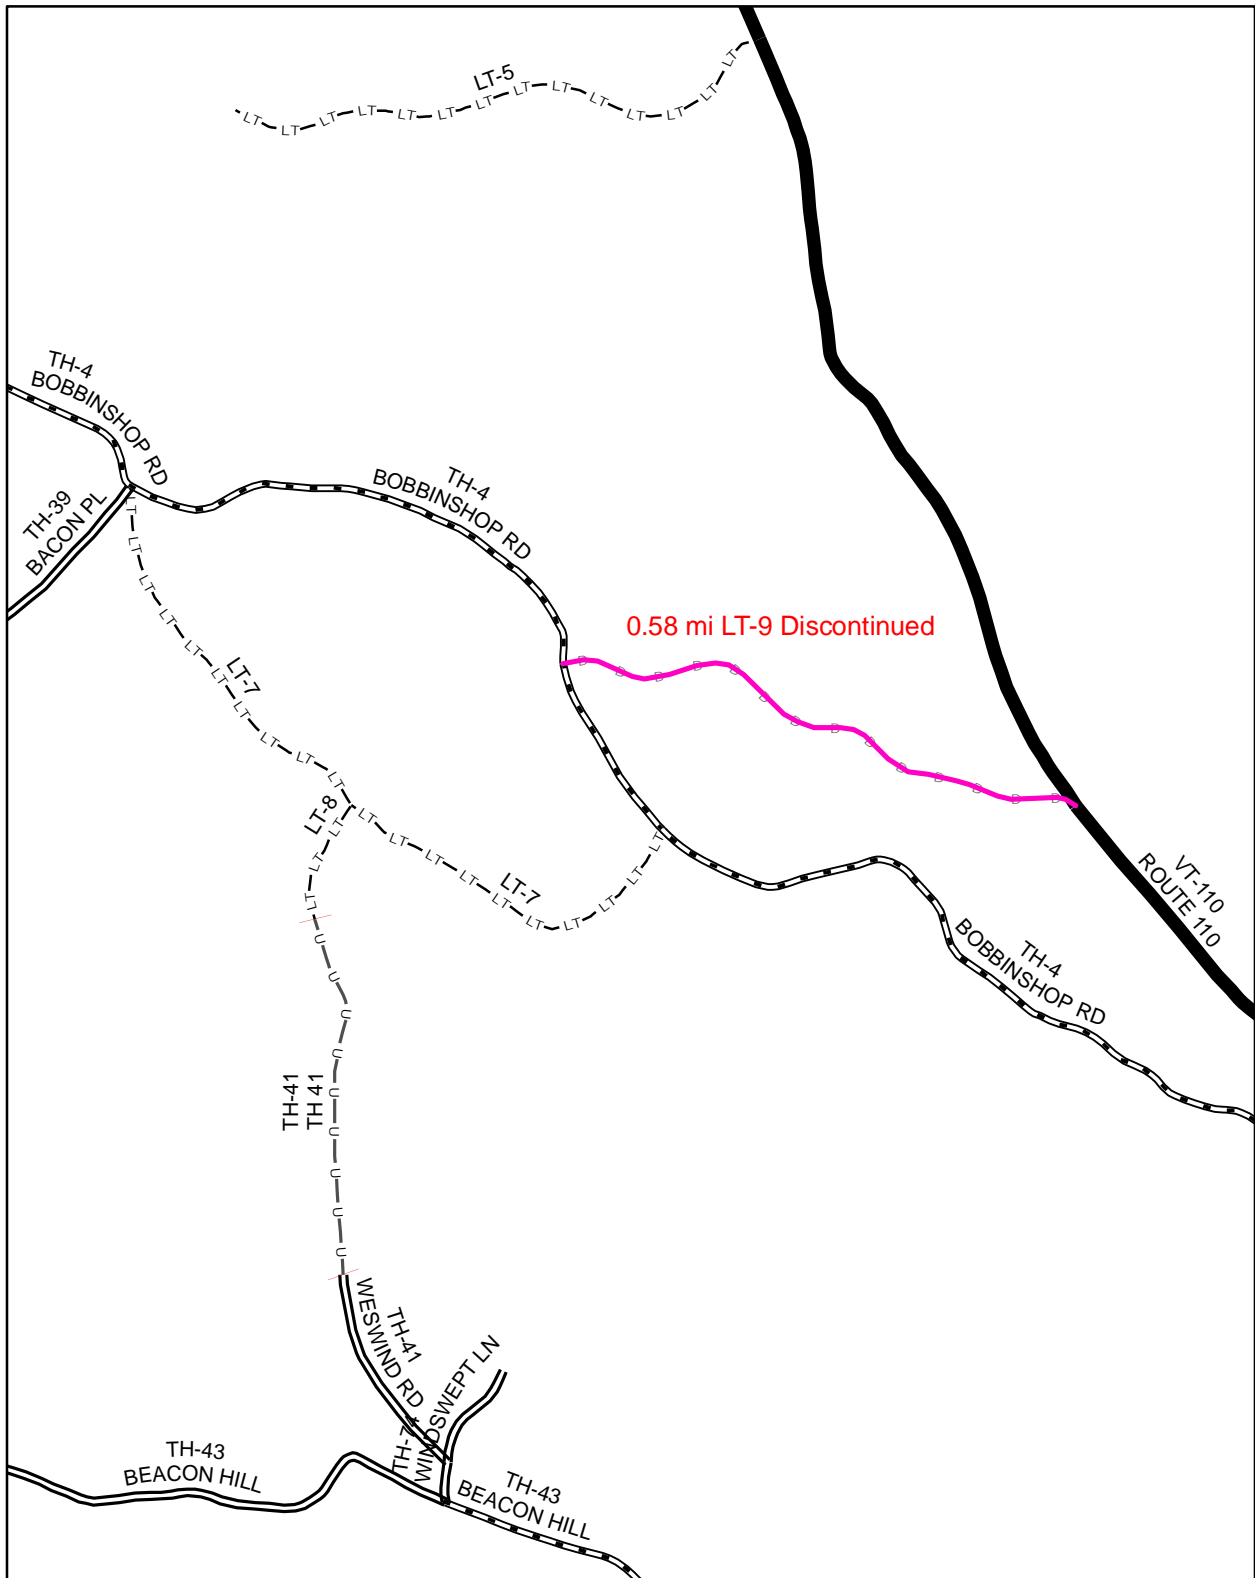 LT-5
TH-4
BOBBINSHOP RD
TH-39
BACON PL
TH-4
BOBBINSHOP RD
0.58 mi LT-9 Discontinued
LT-7
LT-8
LT-7
VT-110
ROUTE 110
TH-4
BOBBINSHOP RD
TH-41
TH 41
TH-41
WESWIND RD
WINDSWEPT LN
TH-43
BEACON HILL
TH-43
BEACON HILL